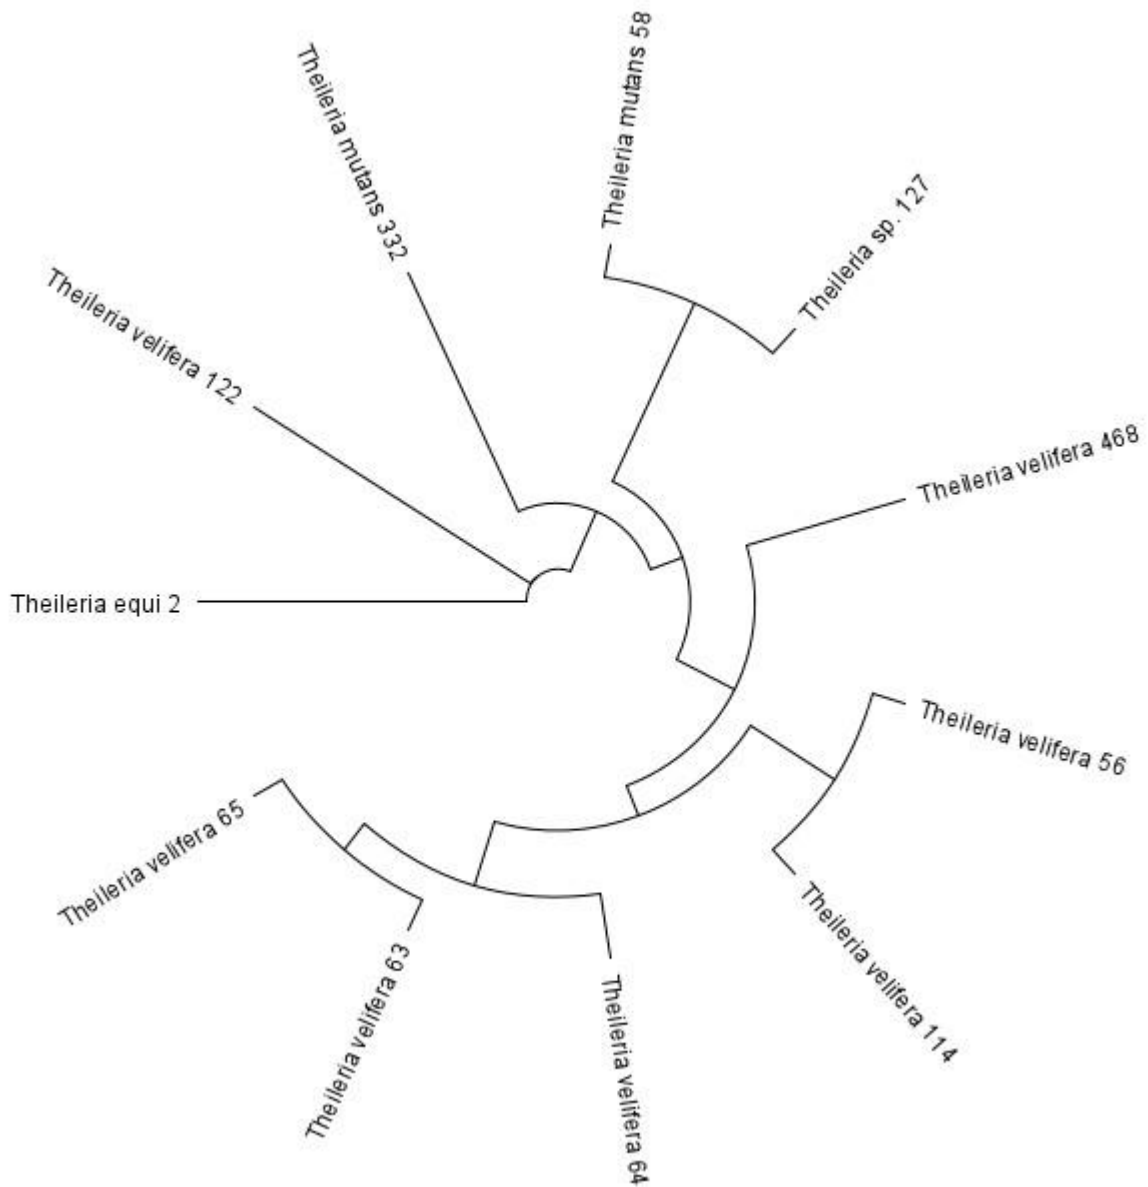 Theileria mutans 58
Theileria mutans 332
Theileria sp. 127
Theileria velifera 122
Theileria velifera 468
Theileria equi 2
Theileria velifera 56
Theileria velifera 65
Theileria velifera 114
Theileria velifera 63
Theileria velifera 64